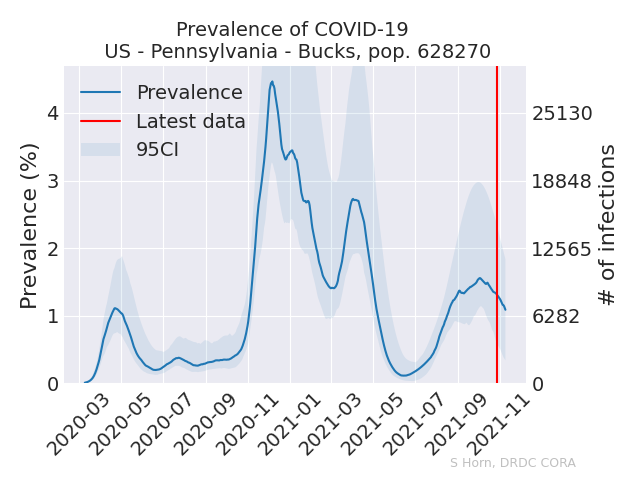 Prevalence of COVID-19
US - Pennsylvania - Bucks, pop. 628270
Prevalence
Latest data
95CI
Prevalence (%)
4
3
2
1
0
25130
18848
12565
6282
0
# of infections
2020-03
2020-05
2020-07
2020-09
2020-11
2021-01
2021-03
2021-05
2021-07
2021-09
2021-11
S Horn, DRDC CORA